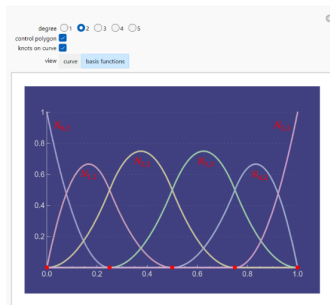 degree 1 2 3 4 5
control polygon
knots on curve
view curve basis functions
1
0.8
0.6
0.4
0.2
0.0 0.2 0.4 0.6 0.8 1.0